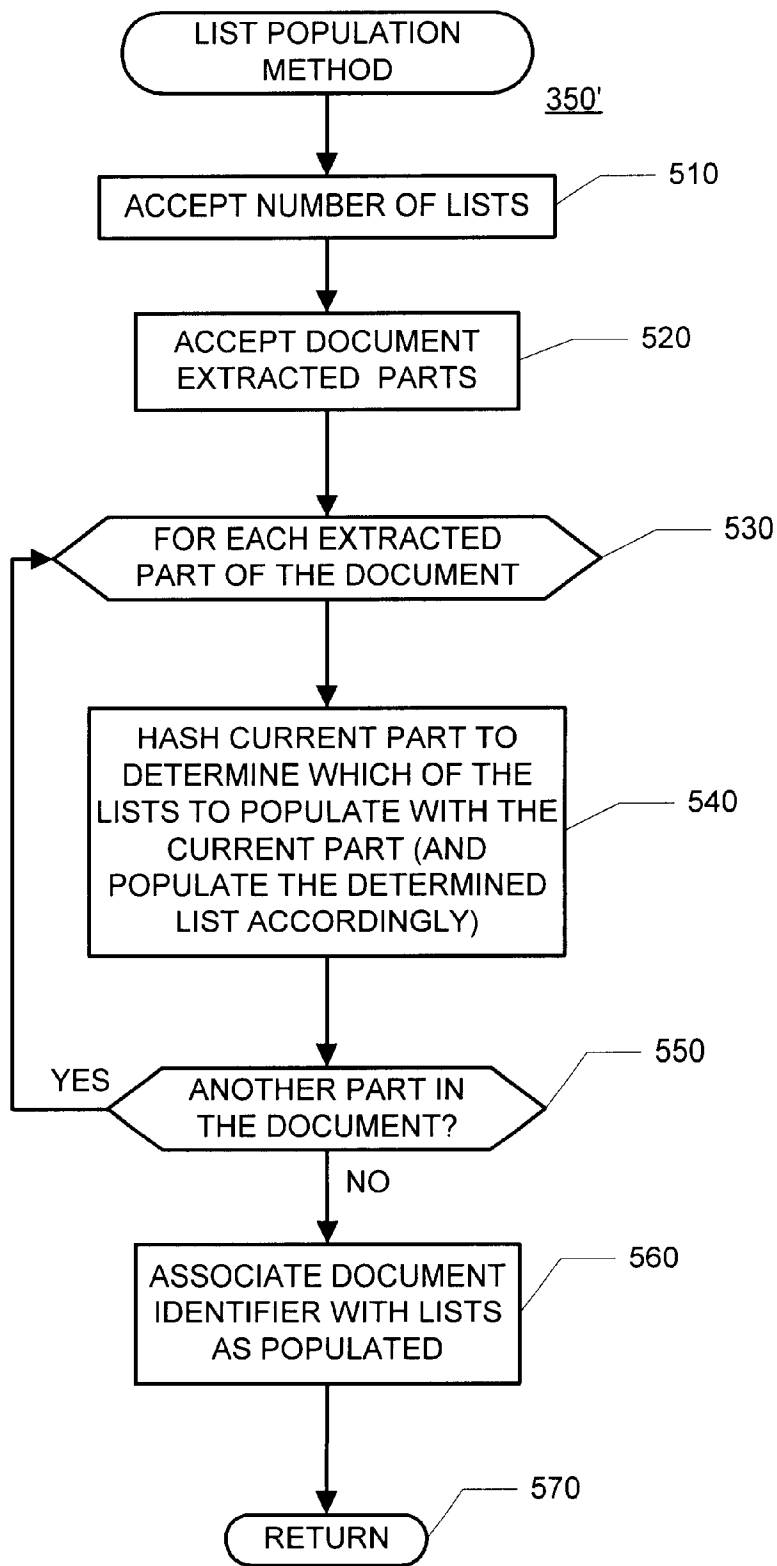 LIST POPULATION
METHOD
350'
ACCEPT NUMBER OF LISTS
510
ACCEPT DOCUMENT
EXTRACTED PARTS
520
FOR EACH EXTRACTED
PART OF THE DOCUMENT
530
HASH CURRENT PART TO
DETERMINE WHICH OF THE
LISTS TO POPULATE WITH THE
CURRENT PART (AND
POPULATE THE DETERMINED
LIST ACCORDINGLY)
540
YES
ANOTHER PART IN
THE DOCUMENT?
550
NO
ASSOCIATE DOCUMENT
IDENTIFIER WITH LISTS
AS POPULATED
560
RETURN
570